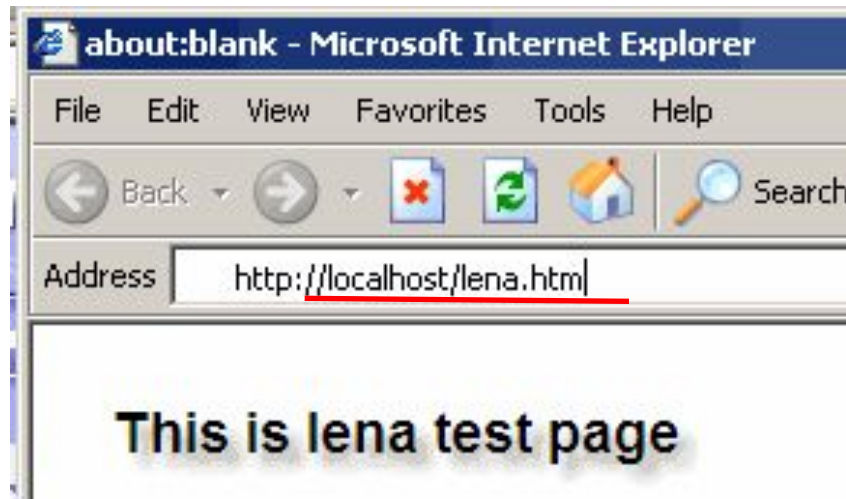 about:blank - Microsoft Internet Explorer
File Edit View Favorites Tools Help
Back Search
Address http://localhost/lena.htm
This is lena test page